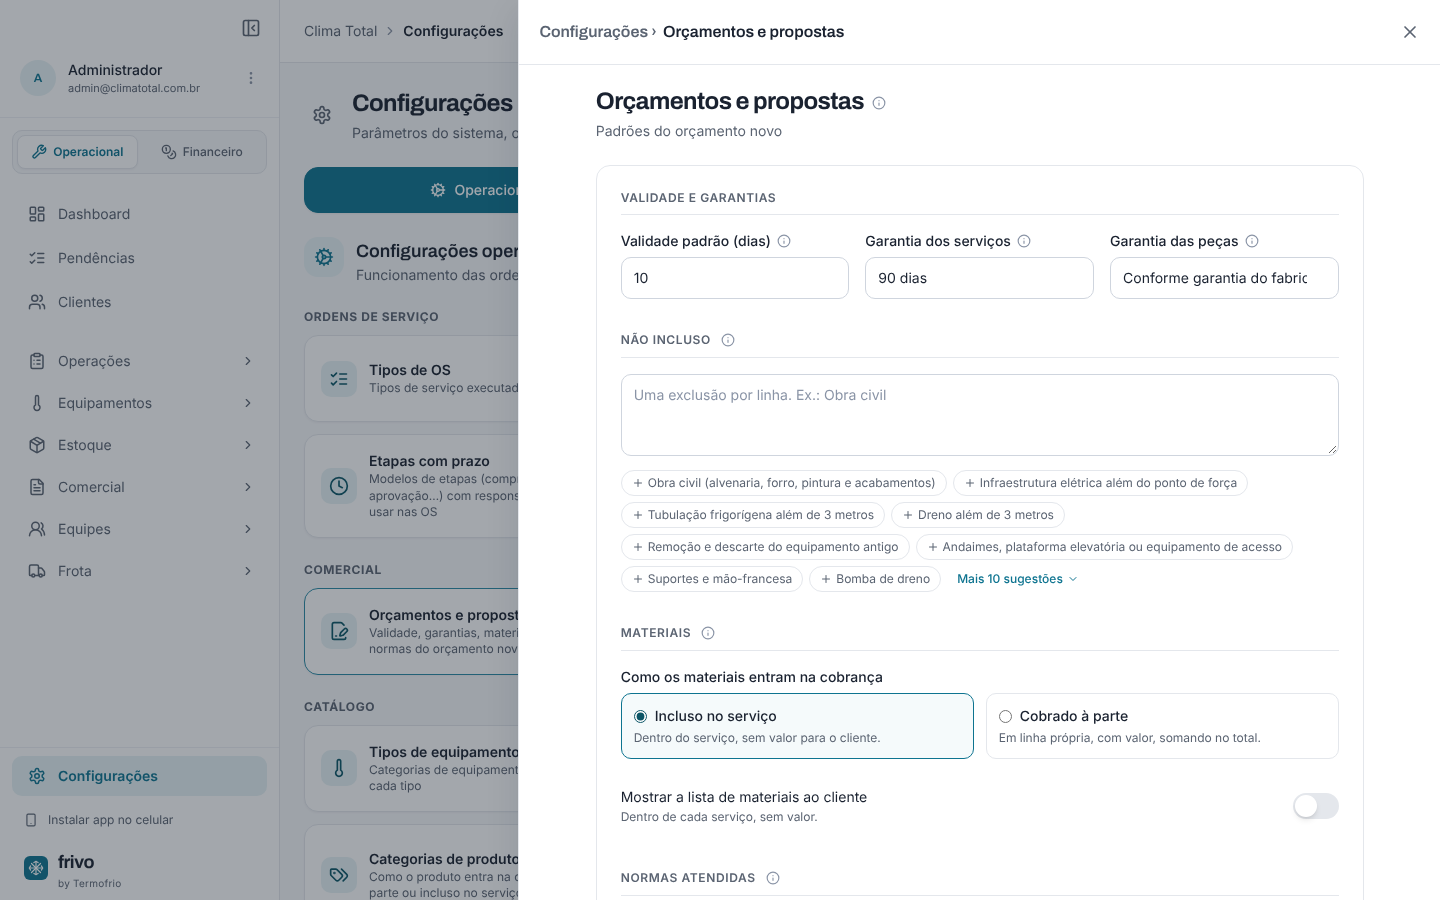 A
Administrador
admin@climatotal.com.br
Operacional
Financeiro
Dashboard
Pendências
Clientes
Operações
Equipamentos
Estoque
Comercial
Equipes
Frota
Configurações
Instalar app no celular
frivo
by Termofrio
Clima Total > Configurações
Configurações
Parâmetros do sistema, c
Operacion
Configurações oper
Funcionamento das orde
ORDENS DE SERVIÇO
Tipos de OS
Tipos de serviço executad
Etapas com prazo
Modelos de etapas (compr
aprovação...) com respons
usar nas OS
COMERCIAL
Orçamentos e propost
Validade, garantias, materi
normas do orçamento nov
CATÁLOGO
Tipos de equipamento
Categorias de equipament
cada tipo
Categorias de produto
Como o produto entra na c
parte ou incluso no serviço
Configurações › Orçamentos e propostas
Orçamentos e propostas
Padrões do orçamento novo
VALIDADE E GARANTIAS
Validade padrão (dias)
Garantia dos serviços
Garantia das peças
10
90 dias
Conforme garantia do fabric
NÃO INCLUSO
Uma exclusão por linha. Ex.: Obra civil
+ Obra civil (alvenaria, forro, pintura e acabamentos)
+ Infraestrutura elétrica além do ponto de força
+ Tubulação frigorígena além de 3 metros
+ Dreno além de 3 metros
+ Remoção e descarte do equipamento antigo
+ Andaimes, plataforma elevatória ou equipamento de acesso
+ Suportes e mão-francesa
+ Bomba de dreno
Mais 10 sugestões
MATERIAIS
Como os materiais entram na cobrança
Incluso no serviço
Dentro do serviço, sem valor para o cliente.
Cobrado à parte
Em linha própria, com valor, somando no total.
Mostrar a lista de materiais ao cliente
Dentro de cada serviço, sem valor.
NORMAS ATENDIDAS